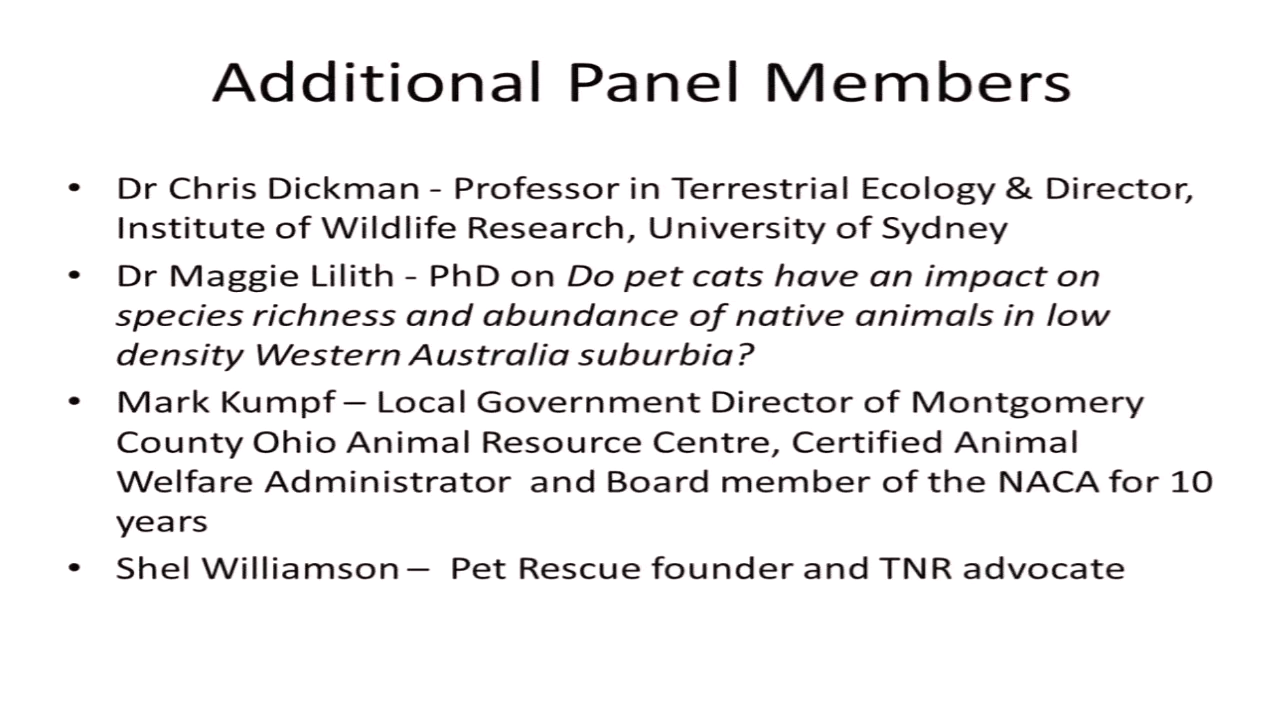 Additional Panel Members
• Dr Chris Dickman - Professor in Terrestrial Ecology & Director,
Institute of Wildlife Research, University of Sydney
• Dr Maggie Lilith - PhD on Do pet cats have an impact on
species richness and abundance of native animals in low
density Western Australia suburbia?
• Mark Kumpf – Local Government Director of Montgomery
County Ohio Animal Resource Centre, Certified Animal
Welfare Administrator  and Board member of the NACA for 10
years
• Shel Williamson –  Pet Rescue founder and TNR advocate